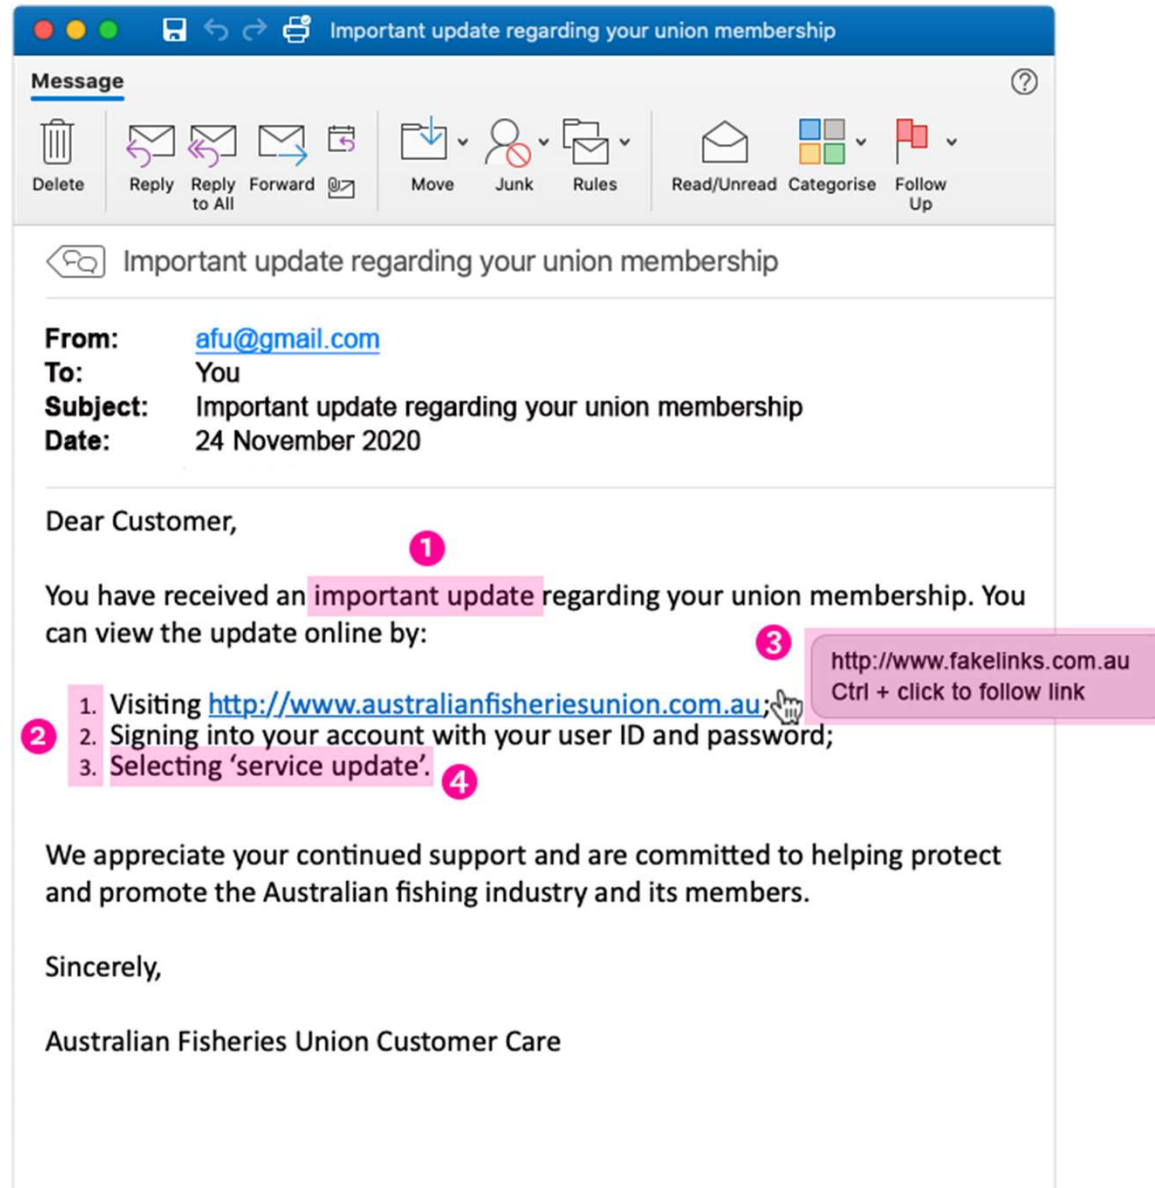 Important update regarding your union membership
Message
?
Delete
Reply
Reply to All
Forward
Move
Junk
Rules
Read/Unread
Categorise
Follow Up
Important update regarding your union membership
From: afu@gmail.com
To: You
Subject: Important update regarding your union membership
Date: 24 November 2020
Dear Customer,
1
You have received an important update regarding your union membership. You
can view the update online by:
3
http://www.fakelinks.com.au
Ctrl + click to follow link
1. Visiting http://www.australianfisheriesunion.com.au;
2
2. Signing into your account with your user ID and password;
3. Selecting ‘service update’.
4
We appreciate your continued support and are committed to helping protect
and promote the Australian fishing industry and its members.
Sincerely,
Australian Fisheries Union Customer Care